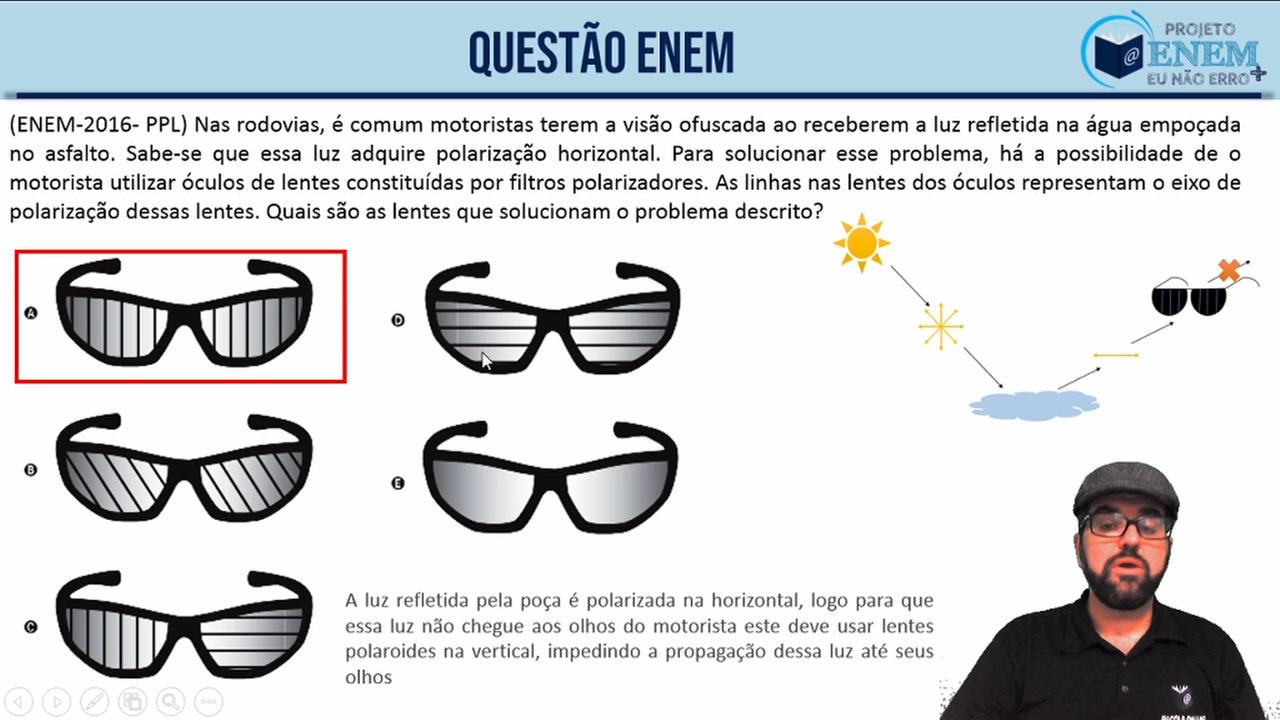 QUESTÃO ENEM
PROJETO
@ENEM+
EU NÃO ERRO
(ENEM-2016- PPL) Nas rodovias, é comum motoristas terem a visão ofuscada ao receberem a luz refletida na água empoçada
no asfalto. Sabe-se que essa luz adquire polarização horizontal. Para solucionar esse problema, há a possibilidade de o
motorista utilizar óculos de lentes constituídas por filtros polarizadores. As linhas nas lentes dos óculos representam o eixo de
polarização dessas lentes. Quais são as lentes que solucionam o problema descrito?
A
D
B
E
C
A luz refletida pela poça é polarizada na horizontal, logo para que
essa luz não chegue aos olhos do motorista este deve usar lentes
polaroides na vertical, impedindo a propagação dessa luz até seus
olhos